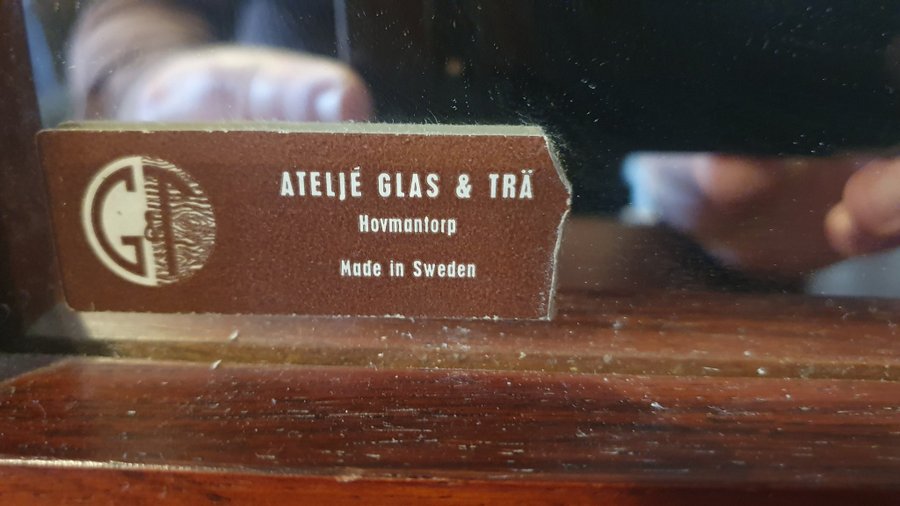 ATELJÉ GLAS & TRÄ
Hovmantorp
Made in Sweden